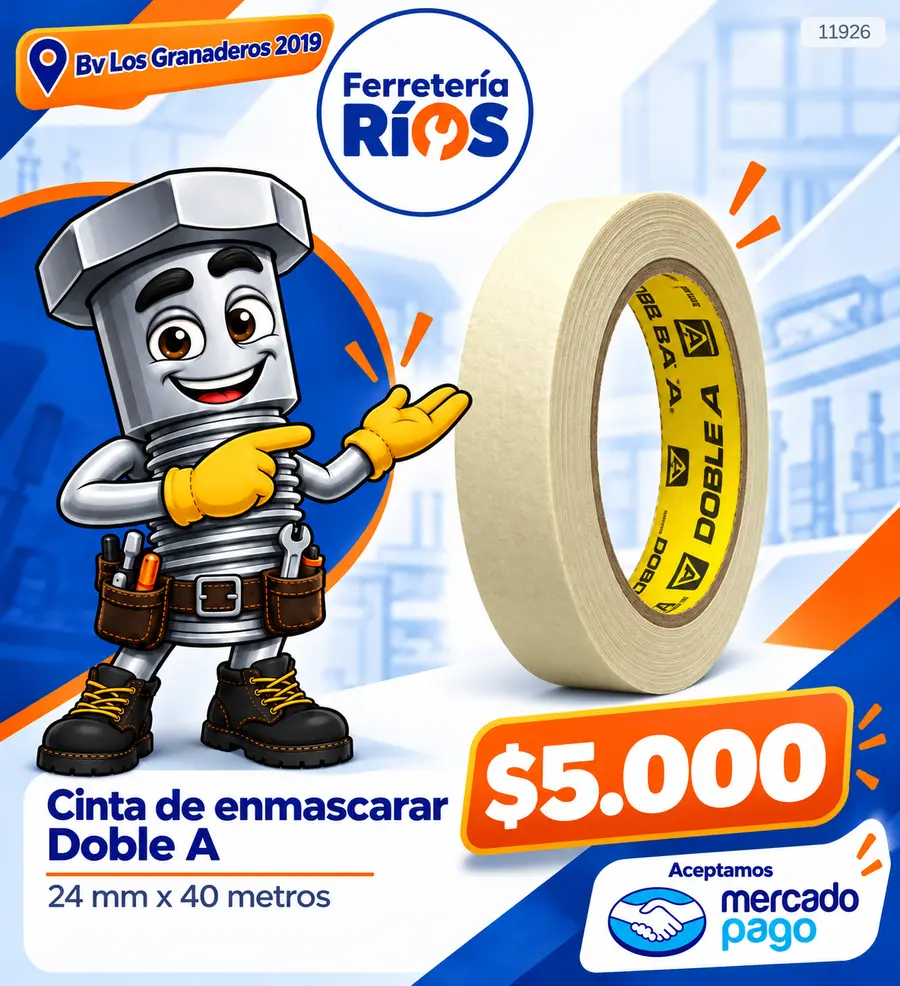 Bv Los Granaderos 2019
Ferretería
Ríos
11926
DOBLE A
DOBLE A
Cinta de enmascarar
Doble A
24 mm x 40 metros
$5.000
Aceptamos
mercado
pago